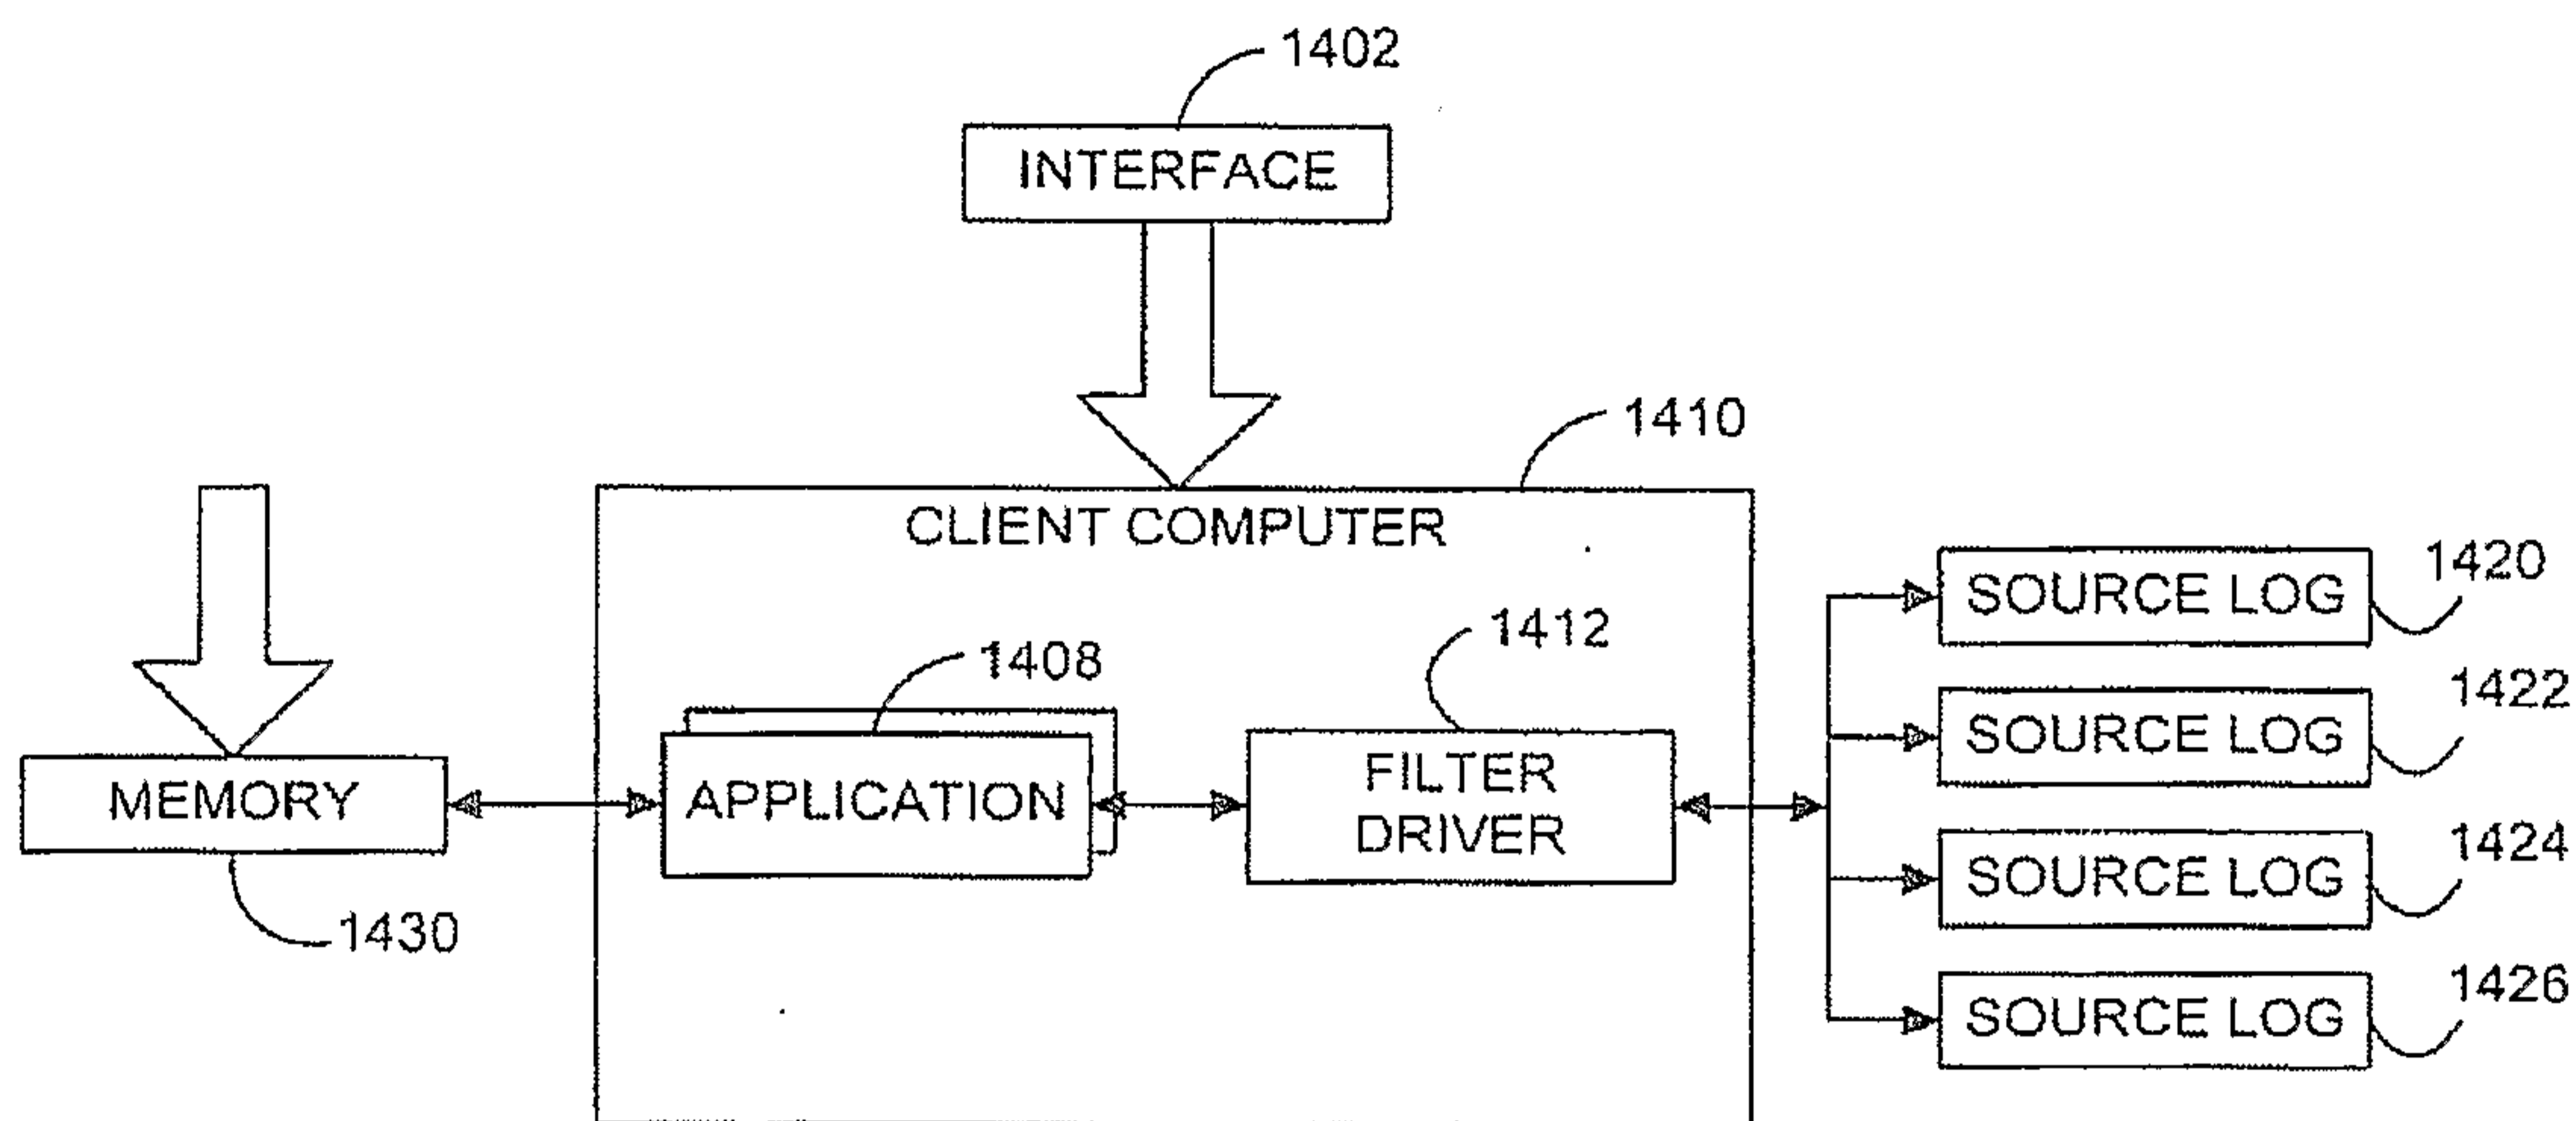 1402
INTERFACE
1410
CLIENT COMPUTER
1408
1412
MEMORY
APPLICATION
FILTER
DRIVER
1430
SOURCE LOG
1420
SOURCE LOG
1422
SOURCE LOG
1424
SOURCE LOG
1426